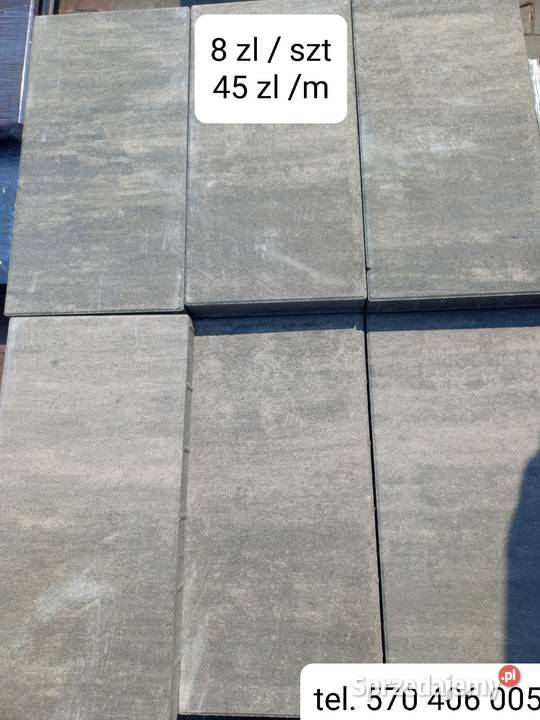 8 zl / szt
45 zl /m
Sprzedajemy.pl
tel. 570 406 005